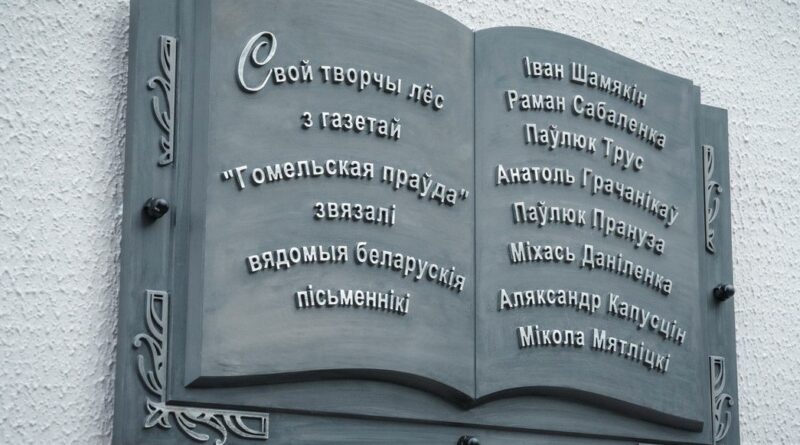 Свой творчы лёс
з газетай
"Гомельская праўда"
звязалі
вядомыя беларускія
пісьменнікі
Іван Шамякін
Раман Сабаленка
Паўлюк Трус
Анатоль Грачанікаў
Паўлюк Прануза
Міхась Даніленка
Аляксандр Капусцін
Мікола Мятліцкі